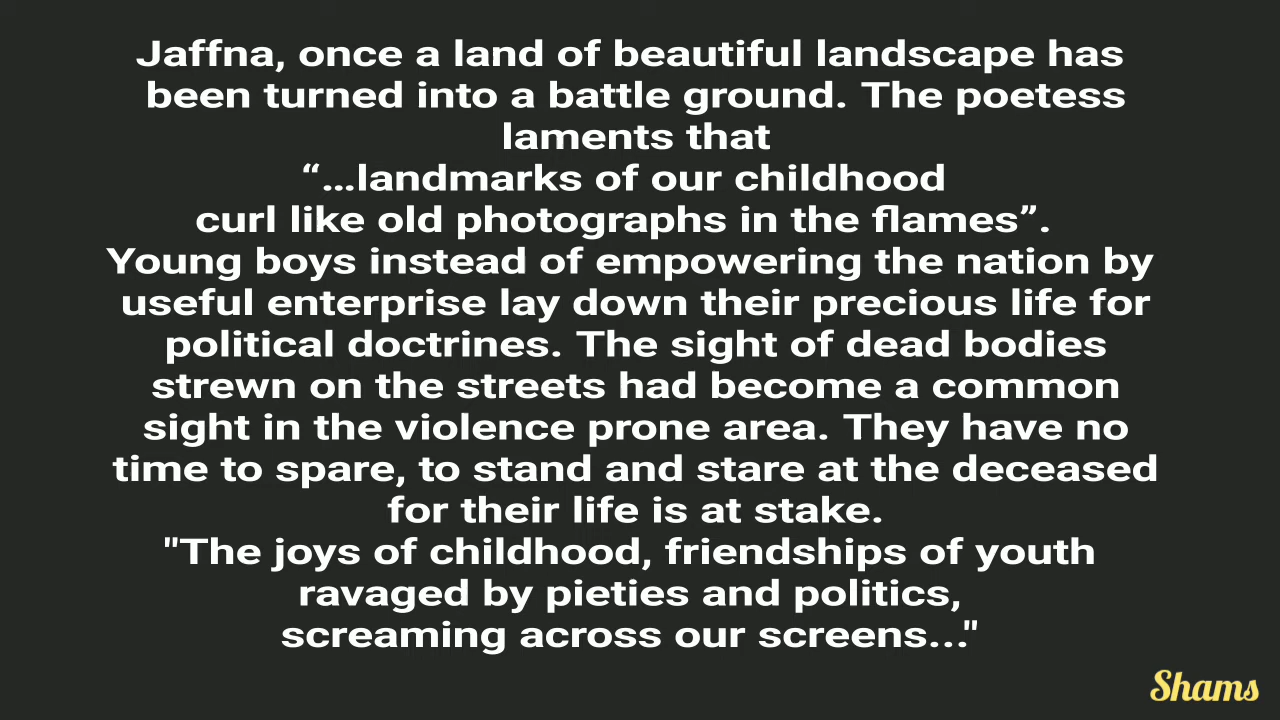 Jaffna, once a land of beautiful landscape has
been turned into a battle ground. The poetess
laments that
“...landmarks of our childhood
curl like old photographs in the flames”.
Young boys instead of empowering the nation by
useful enterprise lay down their precious life for
political doctrines. The sight of dead bodies
strewn on the streets had become a common
sight in the violence prone area. They have no
time to spare, to stand and stare at the deceased
for their life is at stake.
"The joys of childhood, friendships of youth
ravaged by pieties and politics,
screaming across our screens..."
Shams